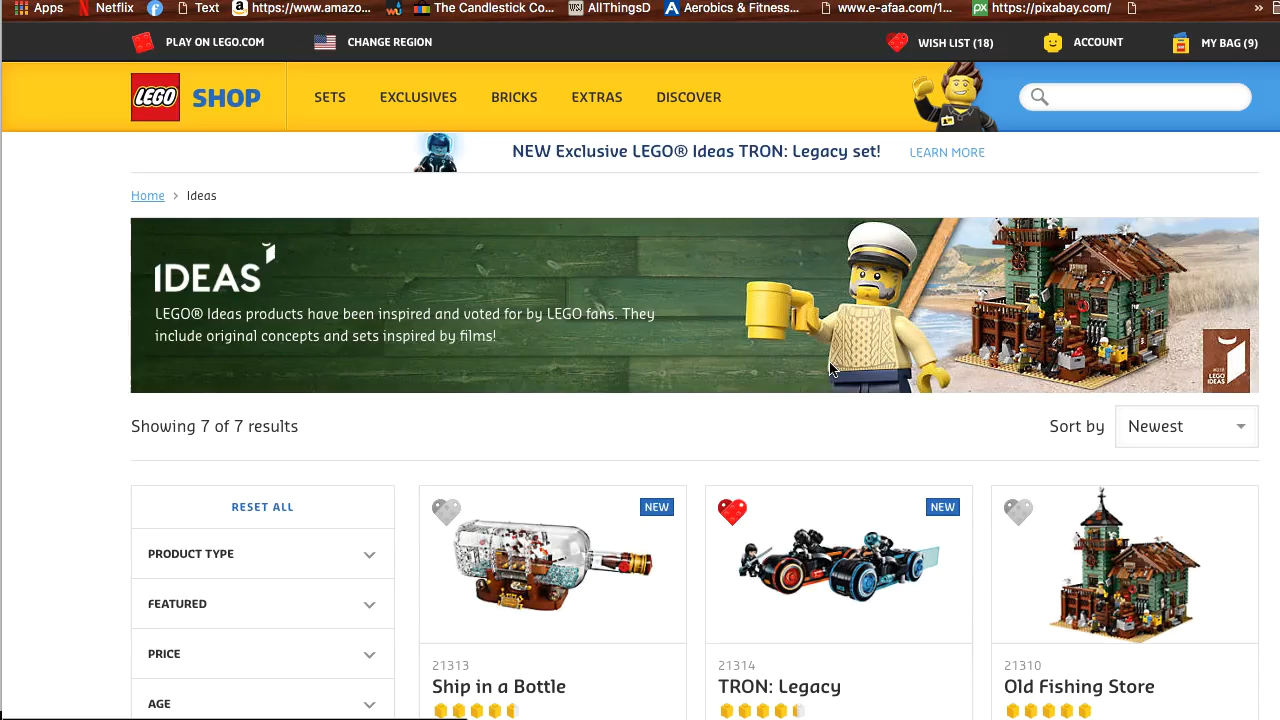 Apps Netflix Text https://www.amazo... The Candlestick Co... AllThingsD Aerobics & Fitness... www.e-afaa.com/1... https://pixabay.com/ »
PLAY ON LEGO.COM CHANGE REGION WISH LIST (18) ACCOUNT MY BAG (9)
LEGO SHOP SETS EXCLUSIVES BRICKS EXTRAS DISCOVER
NEW Exclusive LEGO® Ideas TRON: Legacy set! LEARN MORE
Home > Ideas
IDEAS
LEGO® Ideas products have been inspired and voted for by LEGO fans. They
include original concepts and sets inspired by films!
LEGO
IDEAS
Showing 7 of 7 results Sort by Newest
RESET ALL
PRODUCT TYPE
FEATURED
PRICE
AGE
NEW
21313
Ship in a Bottle
NEW
21314
TRON: Legacy
21310
Old Fishing Store